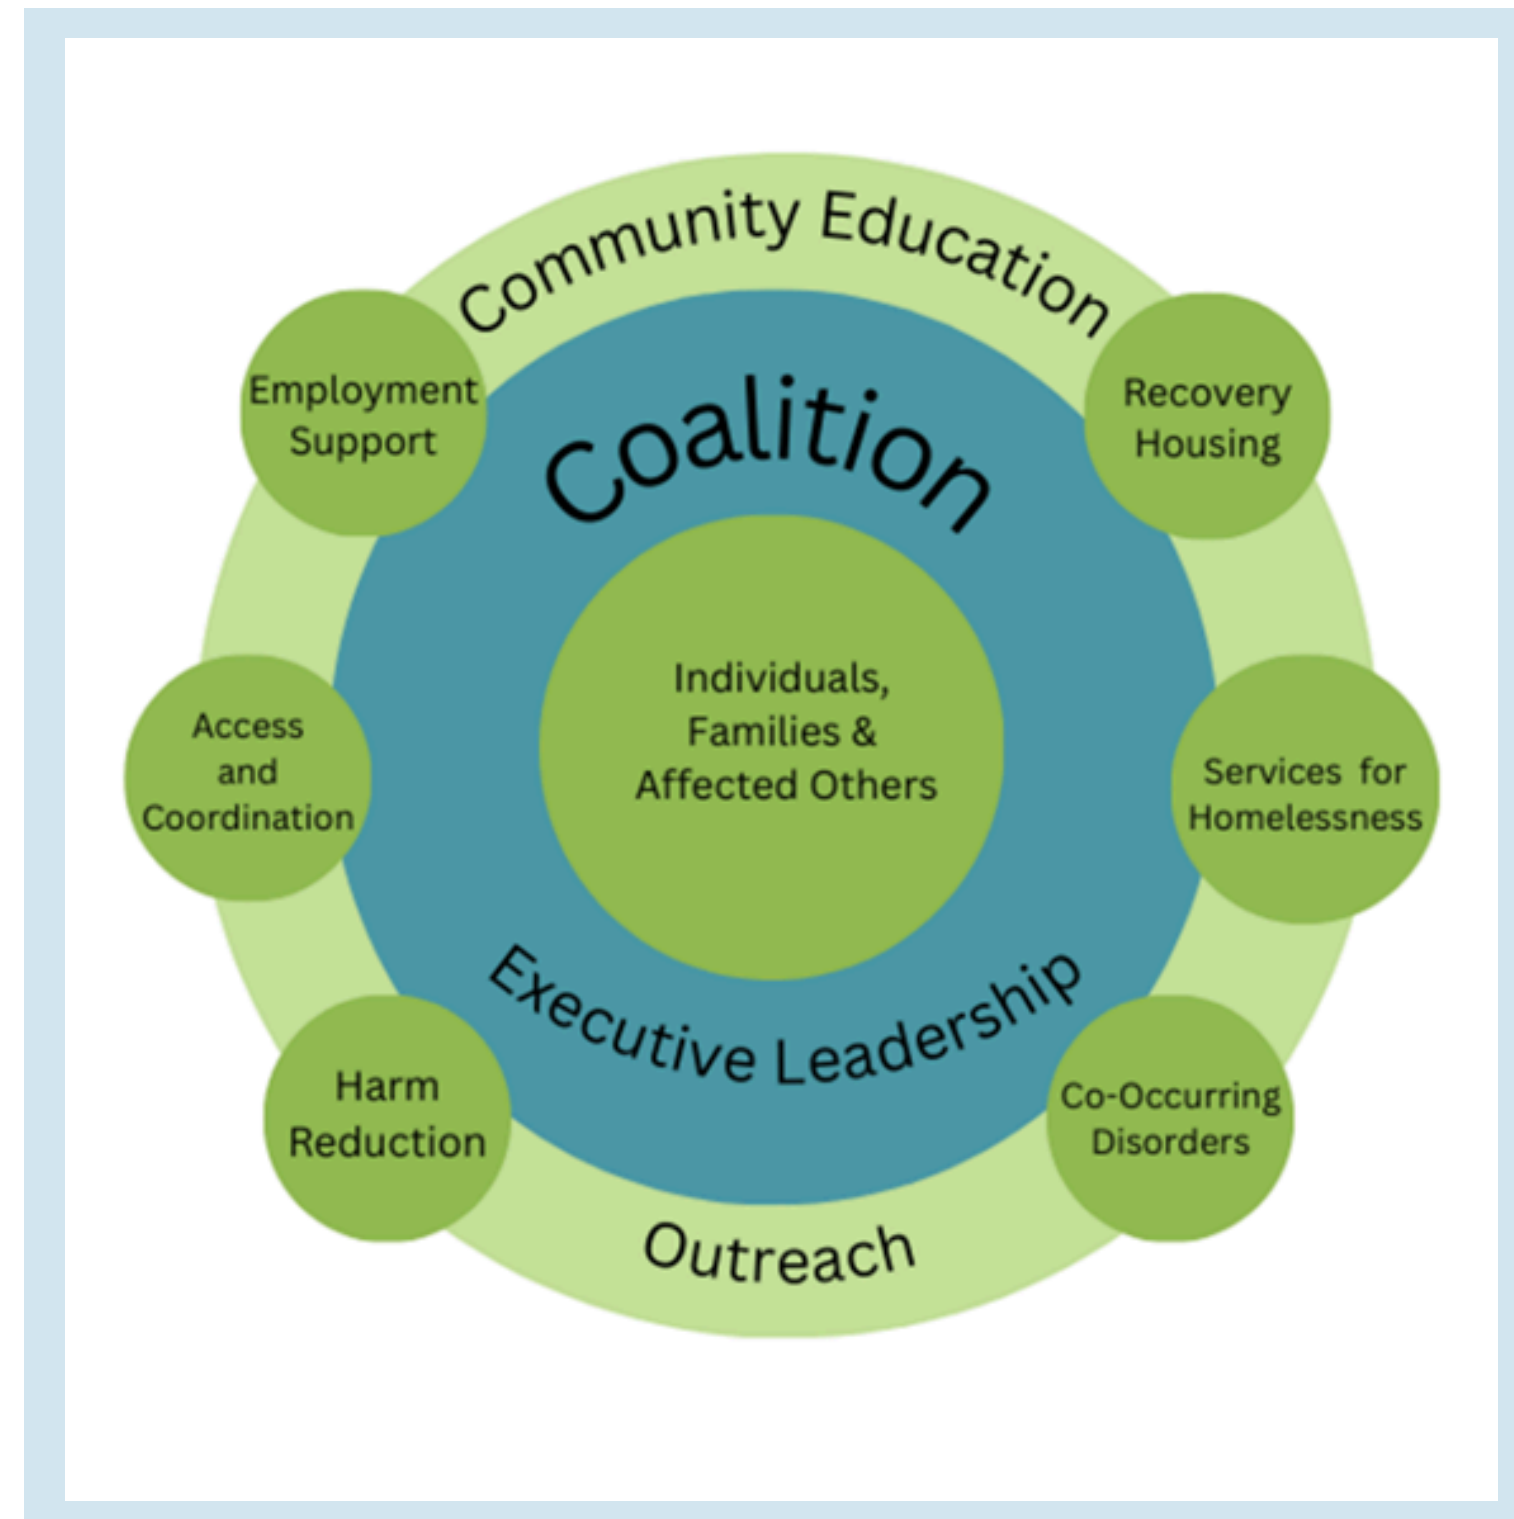 Community Education
Employment
Support
Recovery
Housing
Coalition
Individuals,
Families &
Affected Others
Access
and
Coordination
Services for
Homelessness
Executive Leadership
Harm
Reduction
Co-Occurring
Disorders
Outreach